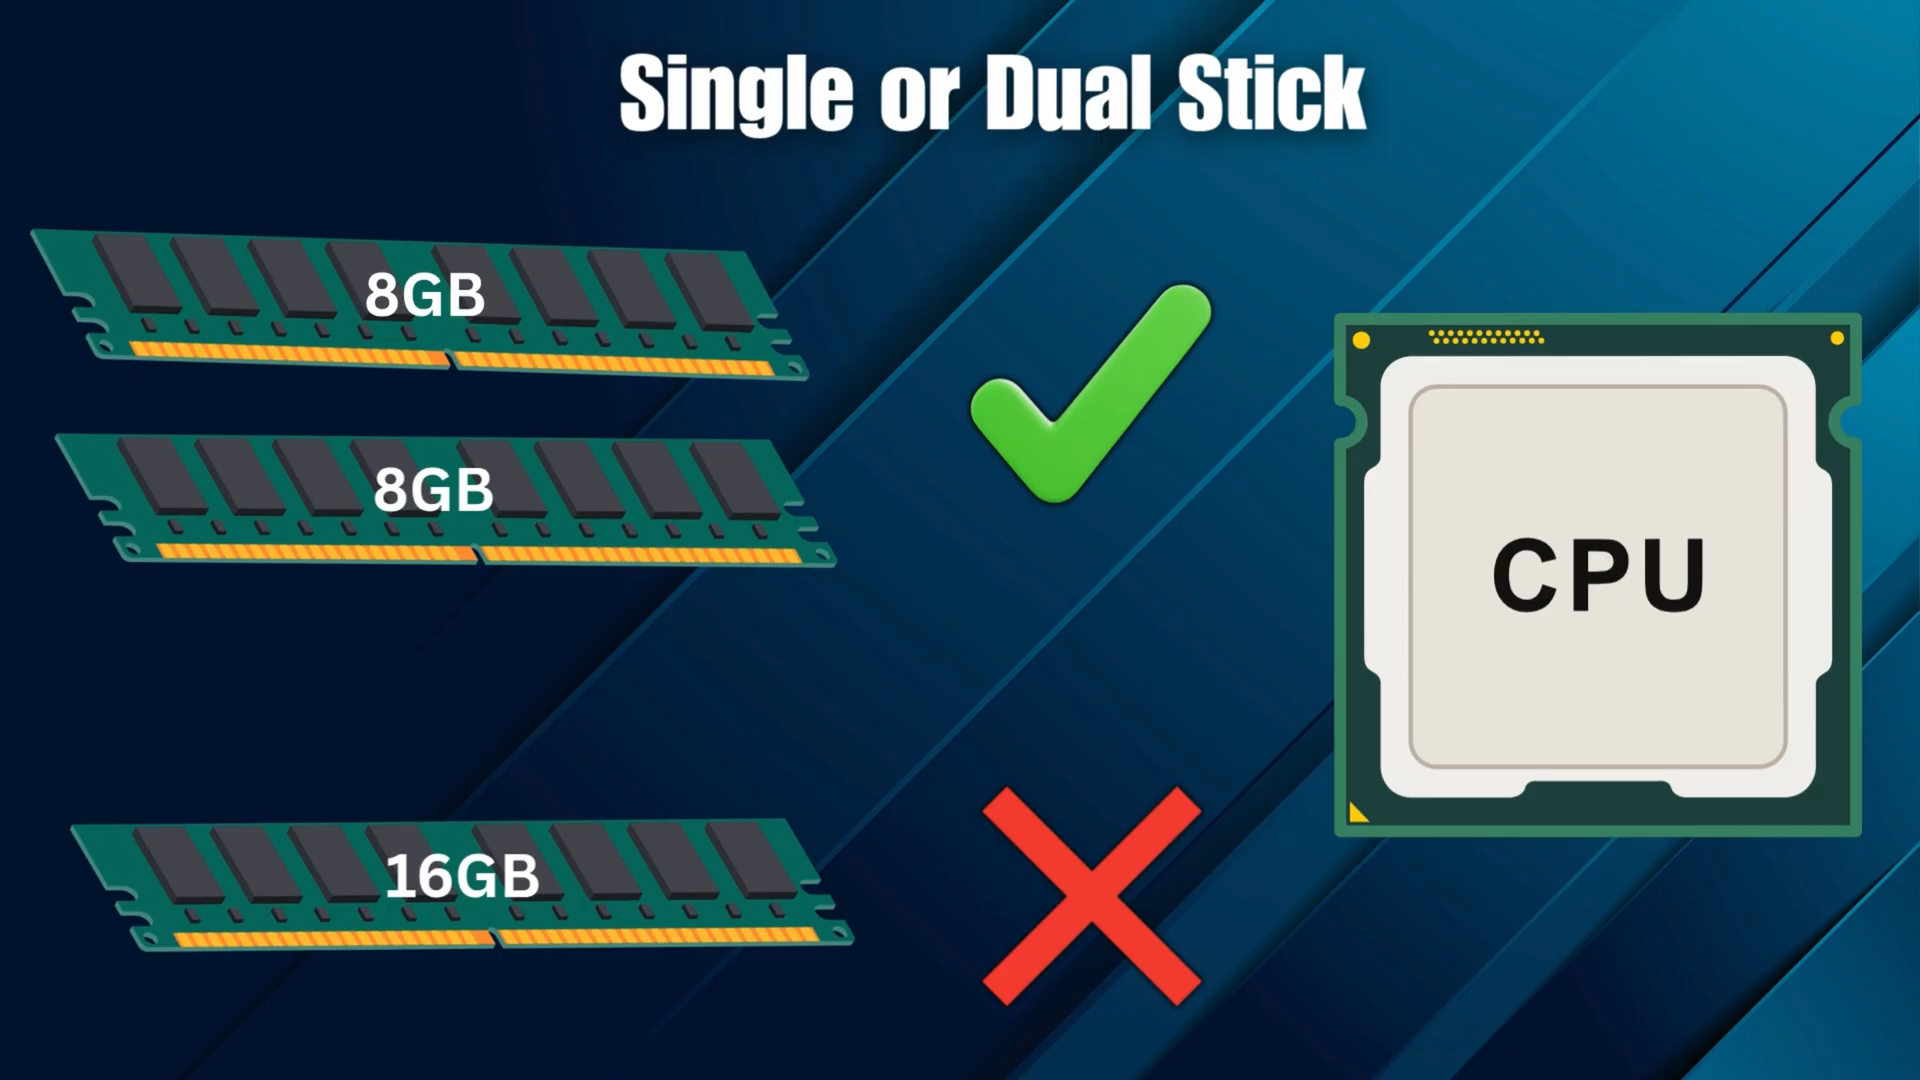 Single or Dual Stick
8GB
8GB
CPU
16GB